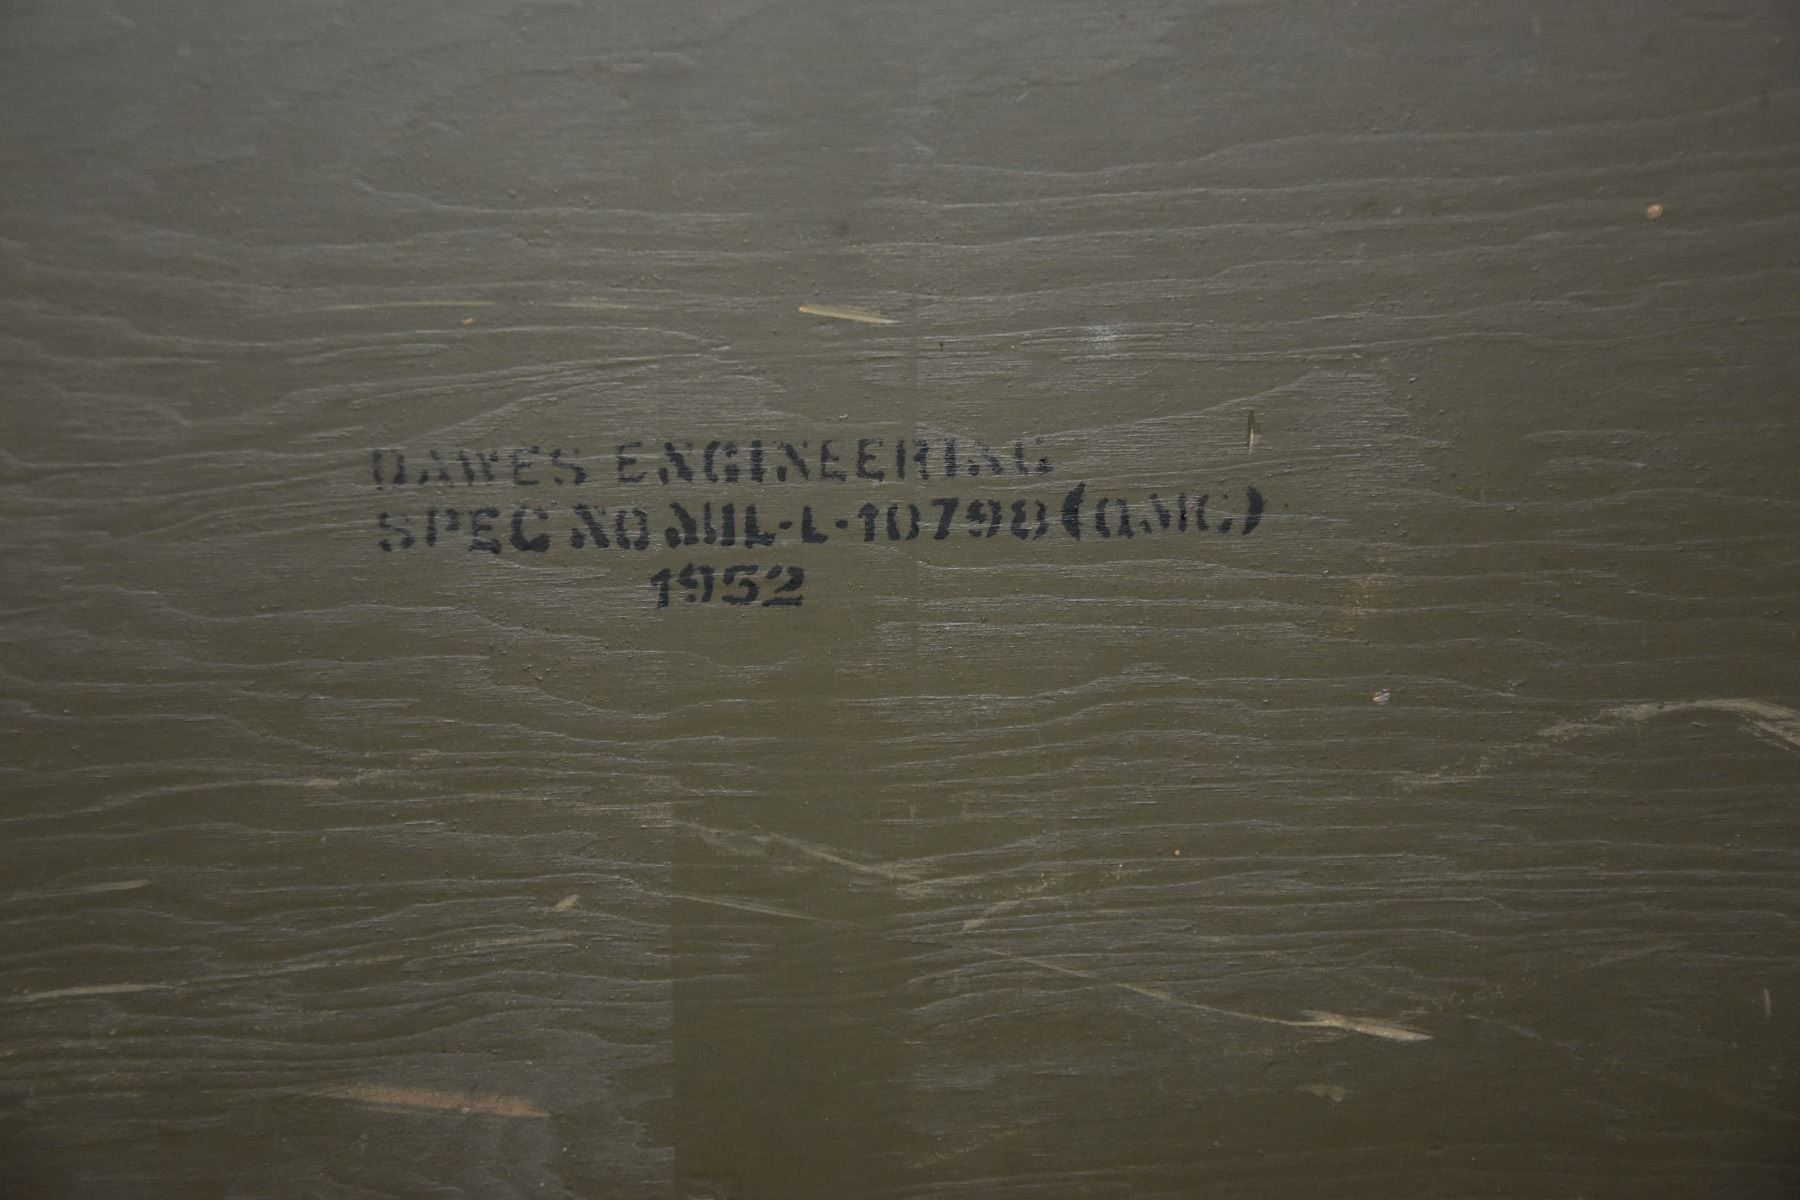 DAWES ENGINEERING
SPEC NO MIL-L-10798 (QMC)
1952